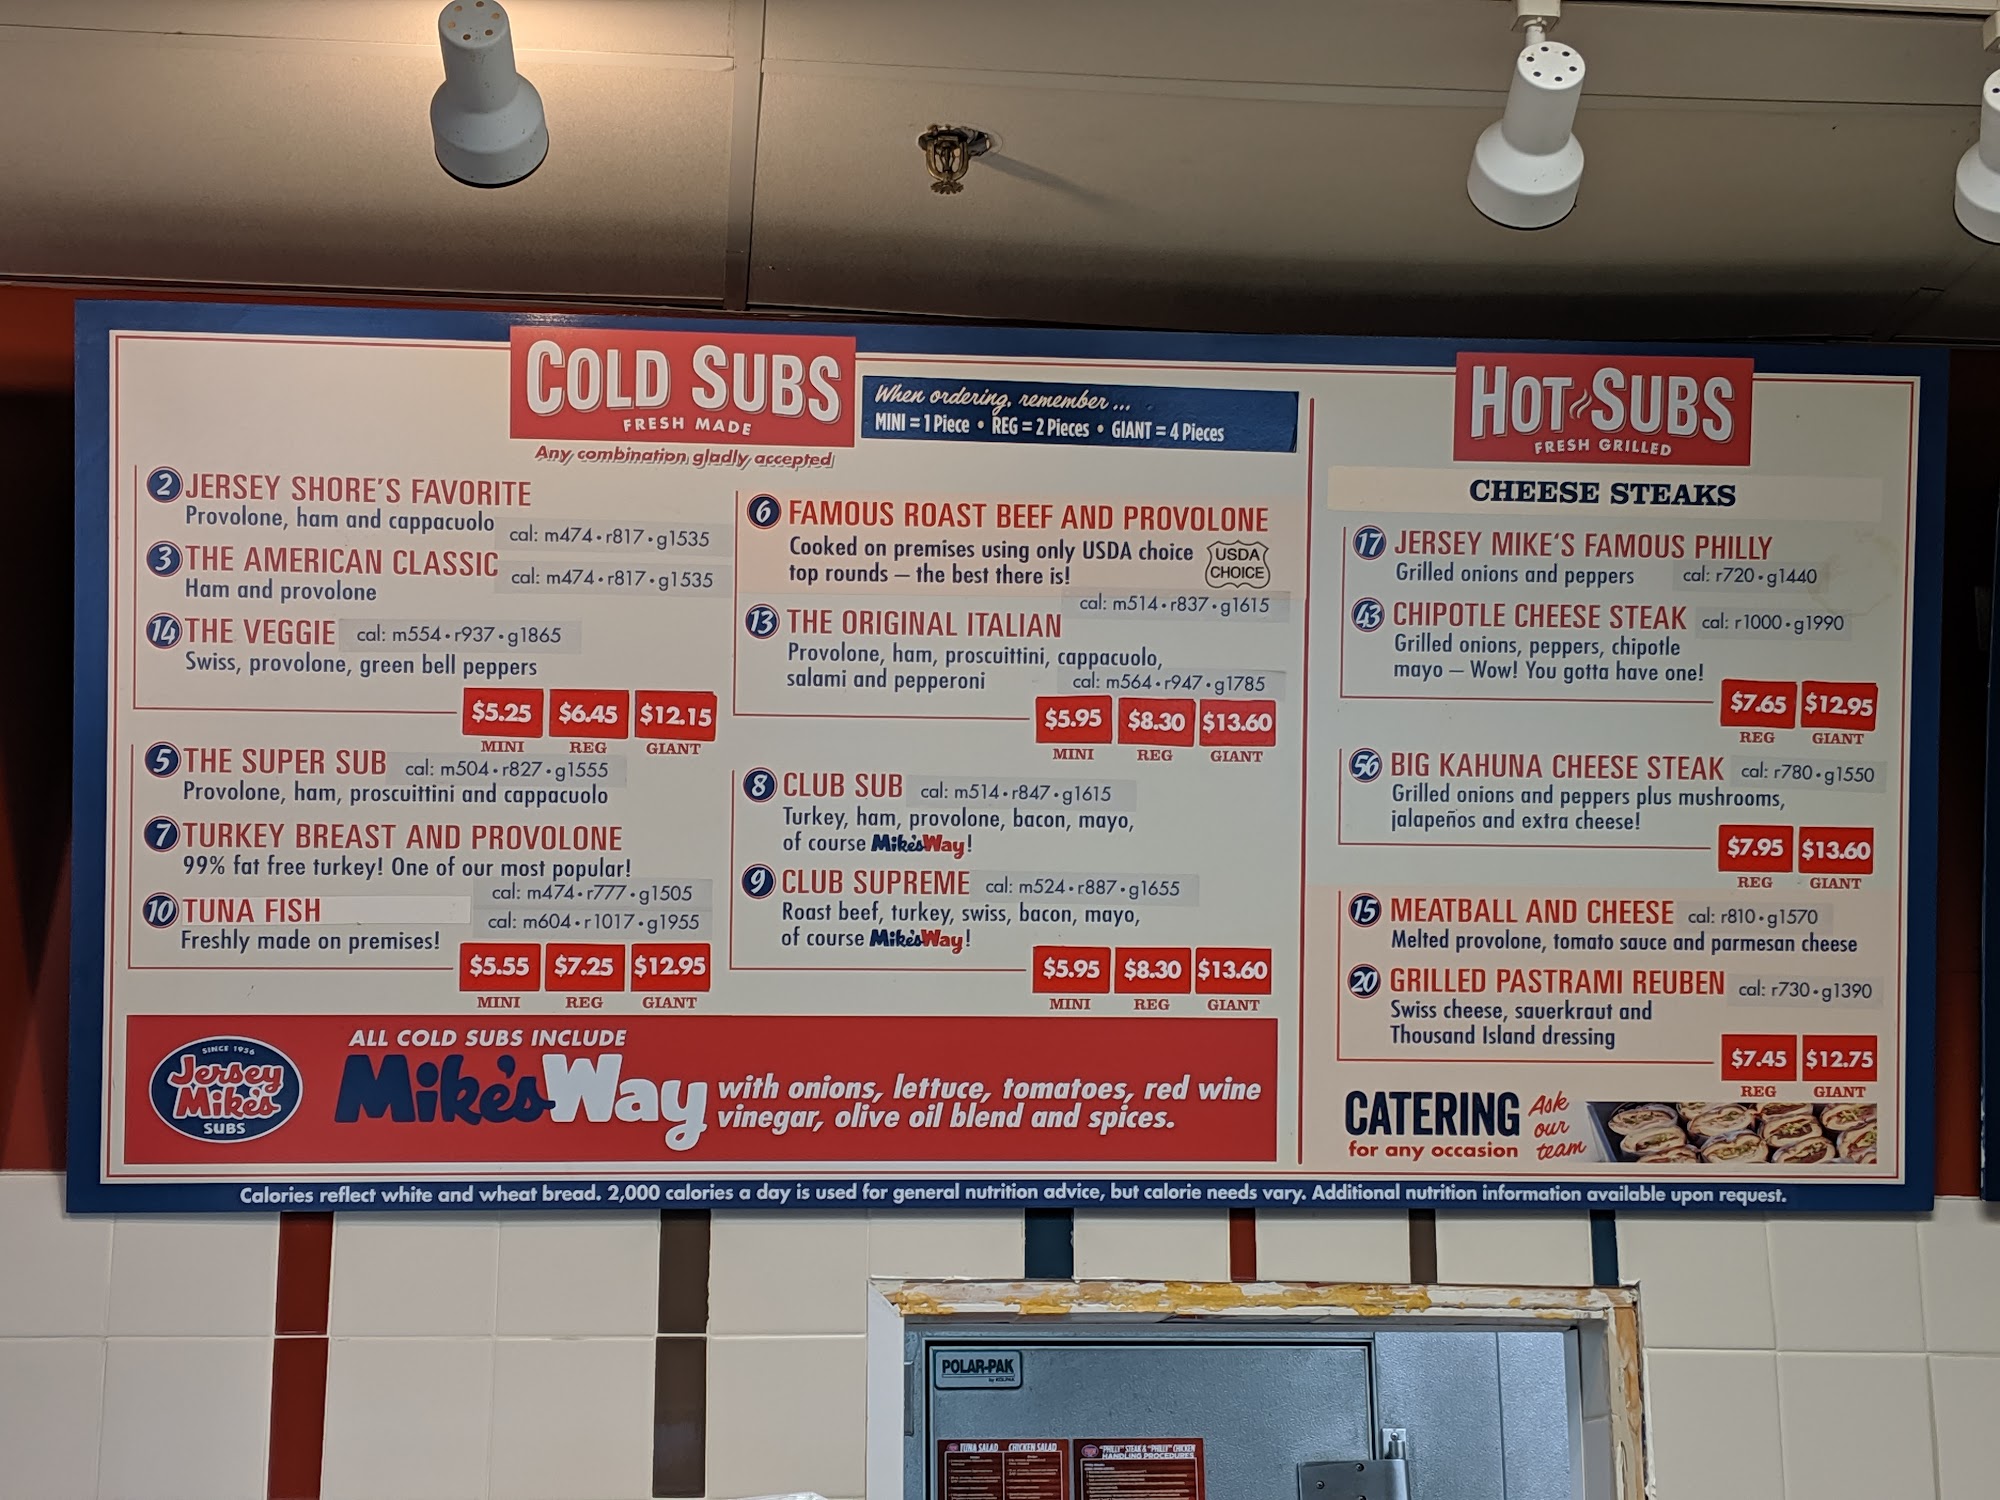 COLD SUBS
FRESH MADE
Any combination gladly accepted
When ordering, remember...
MINI = 1 Piece • REG = 2 Pieces • GIANT = 4 Pieces
2 JERSEY SHORE'S FAVORITE
Provolone, ham and cappacuolo
cal: m474•r817•g1535
3 THE AMERICAN CLASSIC
cal: m474•r817•g1535
Ham and provolone
14 THE VEGGIE cal: m554•r937•g1865
Swiss, provolone, green bell peppers
$5.25 $6.45 $12.15
MINI REG GIANT
5 THE SUPER SUB cal: m504•r827•g1555
Provolone, ham, proscuittini and cappacuolo
7 TURKEY BREAST AND PROVOLONE
99% fat free turkey! One of our most popular!
cal: m474•r777•g1505
10 TUNA FISH cal: m604•r1017•g1955
Freshly made on premises!
$5.55 $7.25 $12.95
MINI REG GIANT
6 FAMOUS ROAST BEEF AND PROVOLONE
Cooked on premises using only USDA choice
top rounds — the best there is!
USDA
CHOICE
cal: m514•r837•g1615
13 THE ORIGINAL ITALIAN
Provolone, ham, proscuittini, cappacuolo,
salami and pepperoni cal: m564•r947•g1785
$5.95 $8.30 $13.60
MINI REG GIANT
8 CLUB SUB cal: m514•r847•g1615
Turkey, ham, provolone, bacon, mayo,
of course Mike's Way!
9 CLUB SUPREME cal: m524•r887•g1655
Roast beef, turkey, swiss, bacon, mayo,
of course Mike's Way!
$5.95 $8.30 $13.60
MINI REG GIANT
SINCE 1956
Jersey
Mike's
SUBS
ALL COLD SUBS INCLUDE
Mike's Way
with onions, lettuce, tomatoes, red wine
vinegar, olive oil blend and spices.
HOT SUBS
FRESH GRILLED
CHEESE STEAKS
17 JERSEY MIKE'S FAMOUS PHILLY
Grilled onions and peppers cal: r720•g1440
43 CHIPOTLE CHEESE STEAK cal: r1000•g1990
Grilled onions, peppers, chipotle
mayo — Wow! You gotta have one!
$7.65 $12.95
REG GIANT
56 BIG KAHUNA CHEESE STEAK cal: r780•g1550
Grilled onions and peppers plus mushrooms,
jalapeños and extra cheese!
$7.95 $13.60
REG GIANT
15 MEATBALL AND CHEESE cal: r810•g1570
Melted provolone, tomato sauce and parmesan cheese
20 GRILLED PASTRAMI REUBEN cal: r730•g1390
Swiss cheese, sauerkraut and
Thousand Island dressing
$7.45 $12.75
REG GIANT
CATERING
for any occasion
Ask
our
team
Calories reflect white and wheat bread. 2,000 calories a day is used for general nutrition advice, but calorie needs vary. Additional nutrition information available upon request.
POLAR-PAK
by KOLPAK
TUNA SALAD CHICKEN SALAD
"PHILLY" STEAK & "PHILLY" CHICKEN
HANDLING PROCEDURES